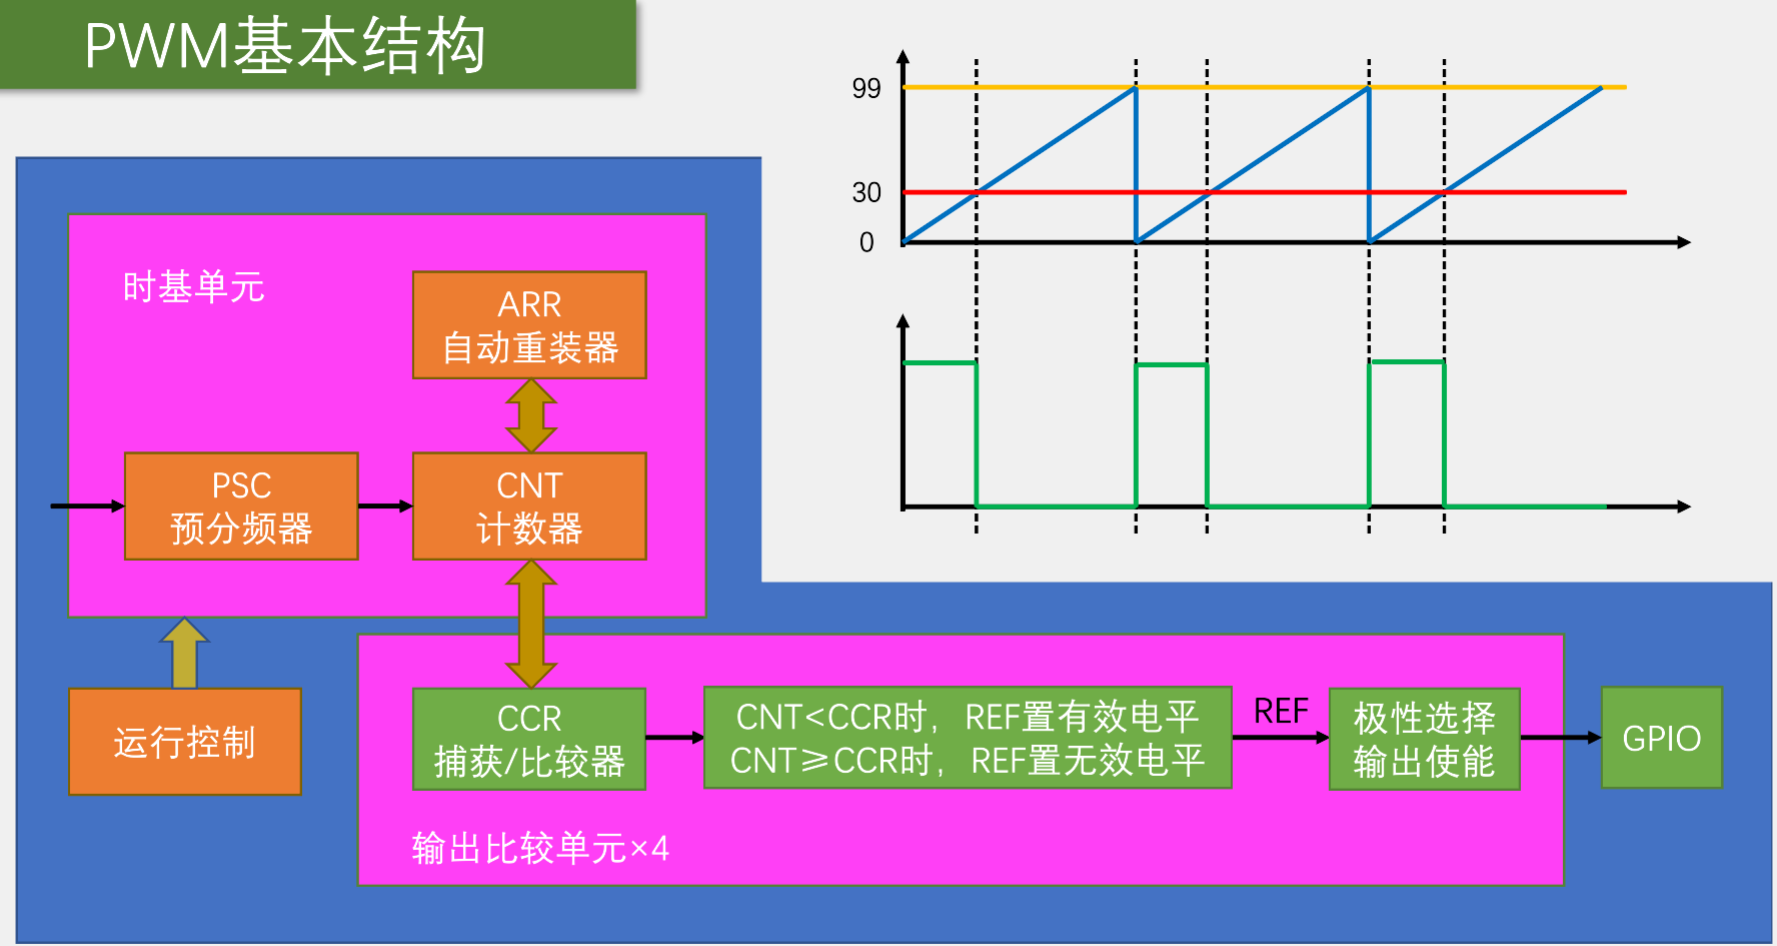 PWM基本结构
99
30
0
时基单元
ARR
自动重装器
PSC
预分频器
CNT
计数器
运行控制
CCR
捕获/比较器
CNT<CCR时，REF置有效电平
CNT≥CCR时，REF置无效电平
REF
极性选择
输出使能
GPIO
输出比较单元×4